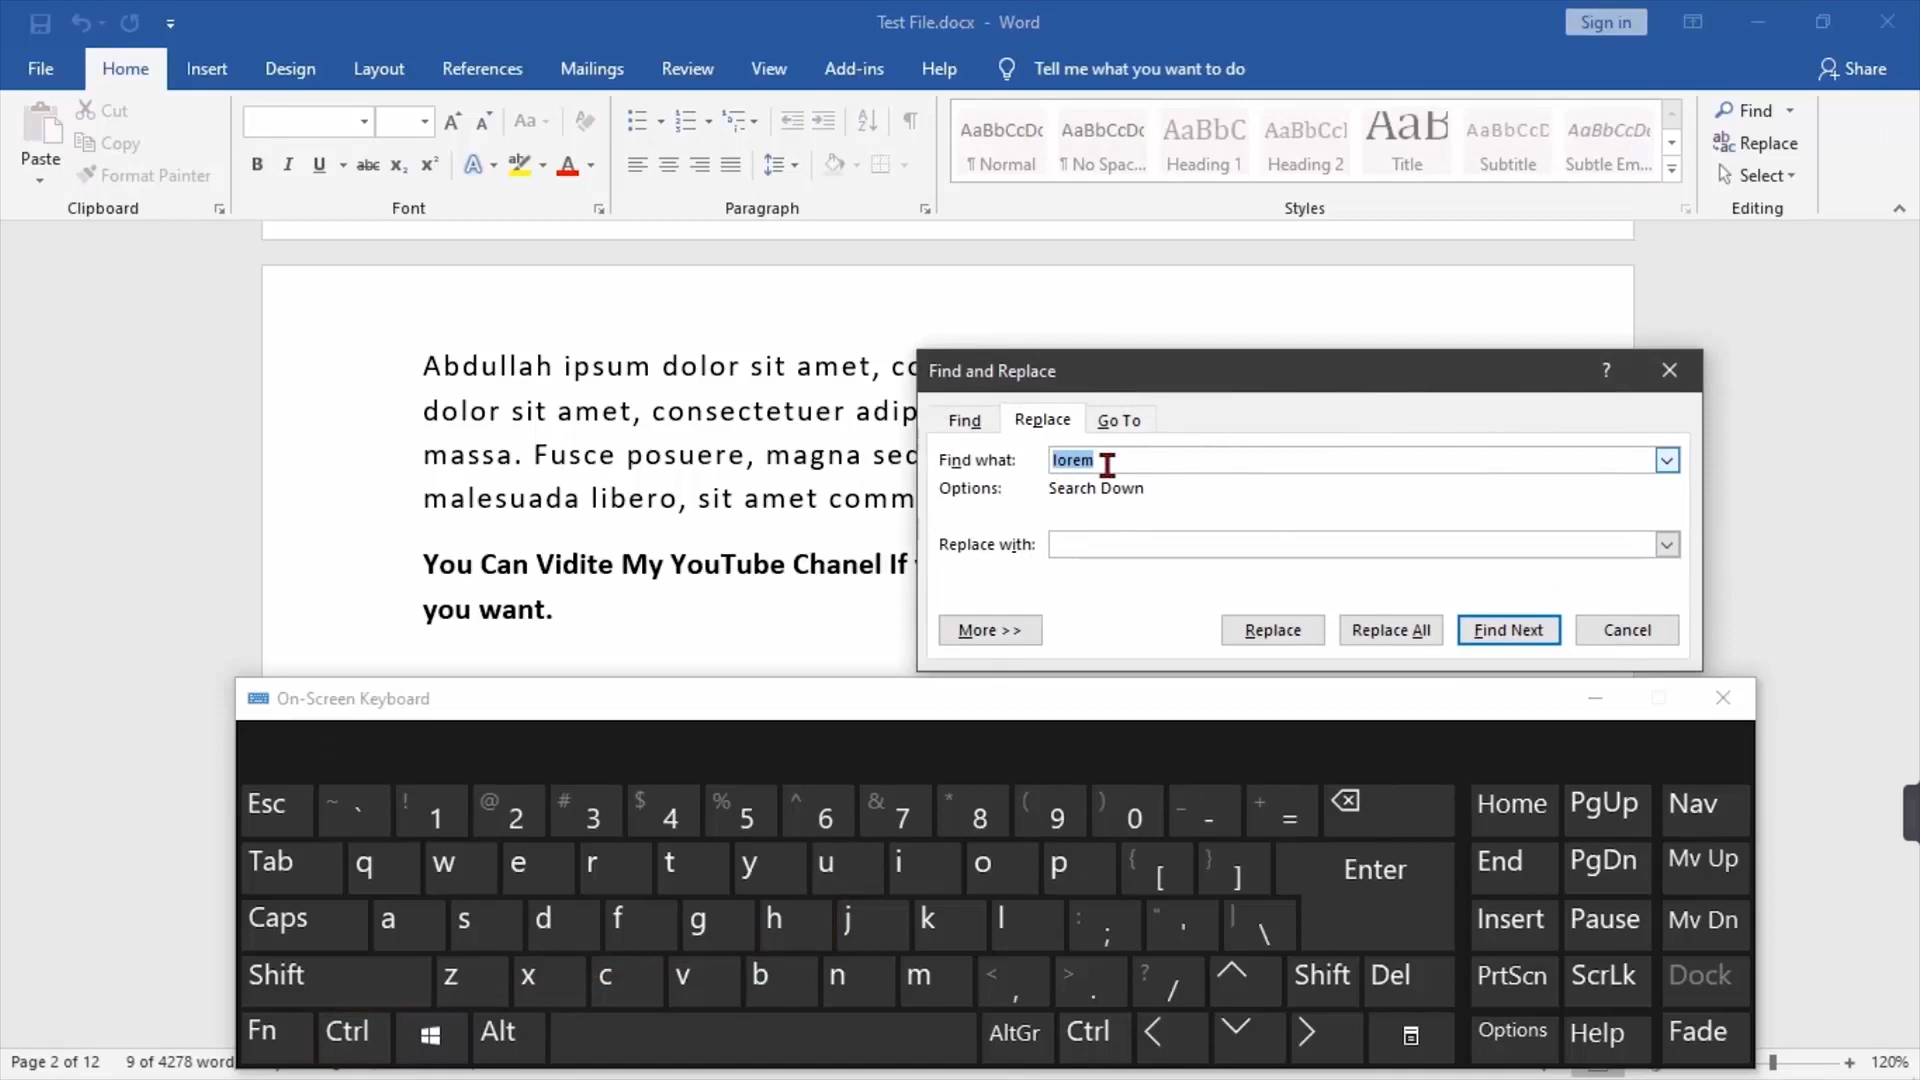 Test File.docx - Word
Sign in
File Home Insert Design Layout References Mailings Review View Add-ins Help Tell me what you want to do Share
Paste
Cut
Copy
Format Painter
Clipboard
Aa
B I U abc x₂ x² A A
Font
Paragraph
AaBbCcDc AaBbCcDc AaBbC AaBbCcl AaB AaBbCcD AaBbCcDc
¶ Normal ¶ No Spac... Heading 1 Heading 2 Title Subtitle Subtle Em...
Styles
Find
Replace
Select
Editing
Abdullah ipsum dolor sit amet, co
dolor sit amet, consectetuer adip
massa. Fusce posuere, magna sed
malesuada libero, sit amet comm
You Can Vidite My YouTube Chanel If
you want.
Find and Replace ?
Find Replace Go To
Find what: lorem
Options: Search Down
Replace with:
More >> Replace Replace All Find Next Cancel
On-Screen Keyboard
Esc ~ ` ! 1 @ 2 # 3 $ 4 % 5 ^ 6 & 7 * 8 ( 9 ) 0 _ - + = Home PgUp Nav
Tab q w e r t y u i o p { [ } ] Enter End PgDn Mv Up
Caps a s d f g h j k l : ; " ' | \ Insert Pause Mv Dn
Shift z x c v b n m < , > . ? / Shift Del PrtScn ScrLk Dock
Fn Ctrl Alt AltGr Ctrl Options Help Fade
Page 2 of 12 9 of 4278 word 120%